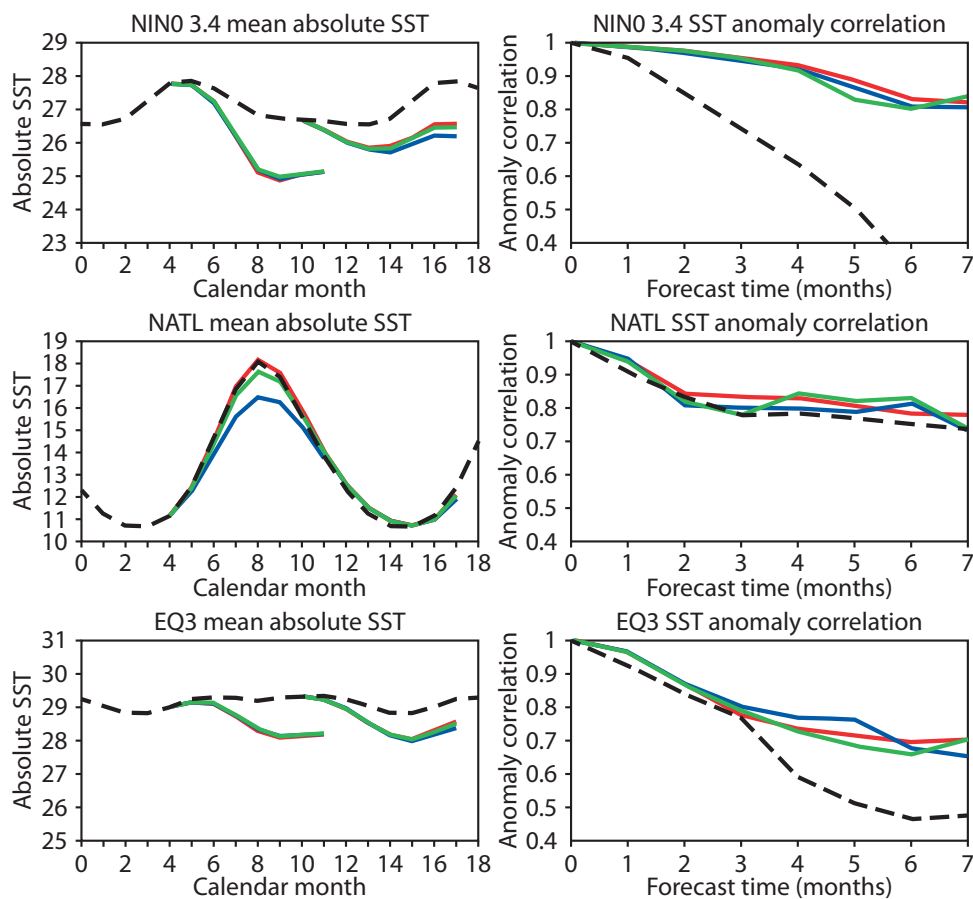 NIN0 3.4 mean absolute SST
Absolute SST
29
28
27
26
25
24
23
0 2 4 6 8 10 12 14 16 18
Calendar month
NIN0 3.4 SST anomaly correlation
Anomaly correlation
1
0.9
0.8
0.7
0.6
0.5
0.4
0 1 2 3 4 5 6 7
Forecast time (months)
NATL mean absolute SST
Absolute SST
19
18
17
16
15
14
13
12
11
10
0 2 4 6 8 10 12 14 16 18
Calendar month
NATL SST anomaly correlation
Anomaly correlation
1
0.9
0.8
0.7
0.6
0.5
0.4
0 1 2 3 4 5 6 7
Forecast time (months)
EQ3 mean absolute SST
Absolute SST
31
30
29
28
27
26
25
0 2 4 6 8 10 12 14 16 18
Calendar month
EQ3 SST anomaly correlation
Anomaly correlation
1
0.9
0.8
0.7
0.6
0.5
0.4
0 1 2 3 4 5 6 7
Forecast time (months)